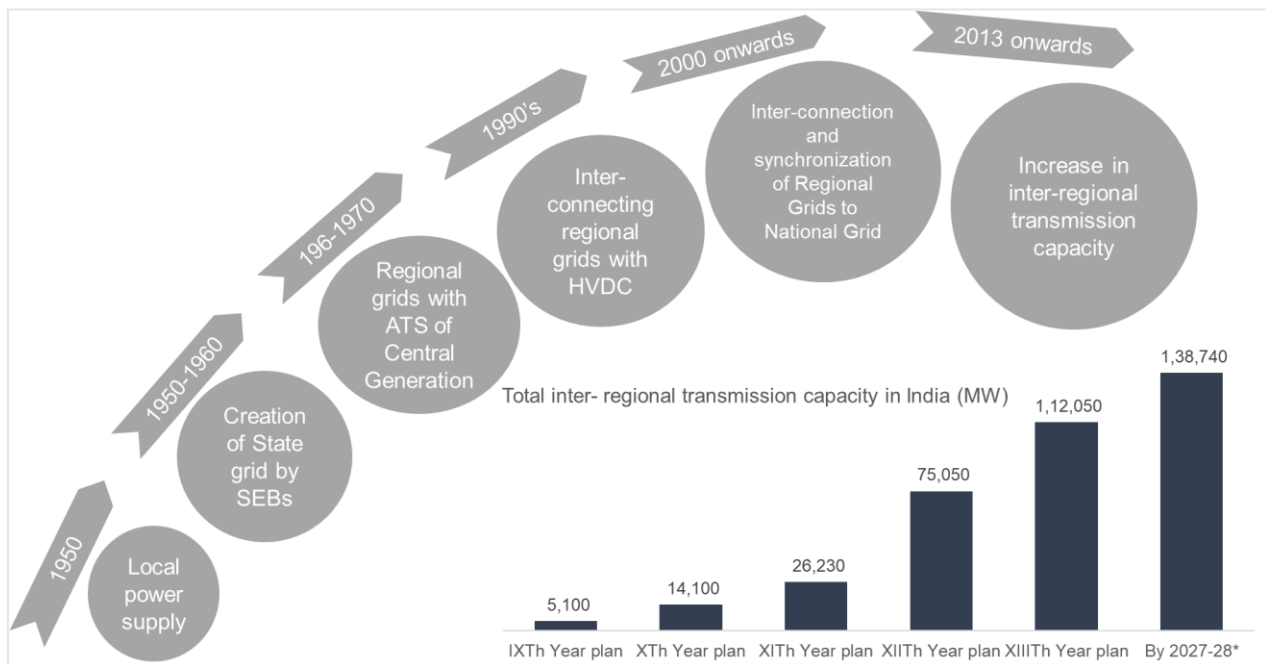 1950
Local
power
supply
1950-1960
Creation
of State
grid by
SEBs
196-1970
Regional
grids with
ATS of
Central
Generation
1990's
Inter-
connecting
regional
grids with
HVDC
2000 onwards
Inter-connection
and
synchronization
of Regional
Grids to
National Grid
2013 onwards
Increase in
inter-regional
transmission
capacity
Total inter- regional transmission capacity in India (MW)
5,100
14,100
26,230
75,050
1,12,050
1,38,740
IXTh Year plan
XTh Year plan
XITh Year plan
XIITh Year plan
XIIITh Year plan
By 2027-28*